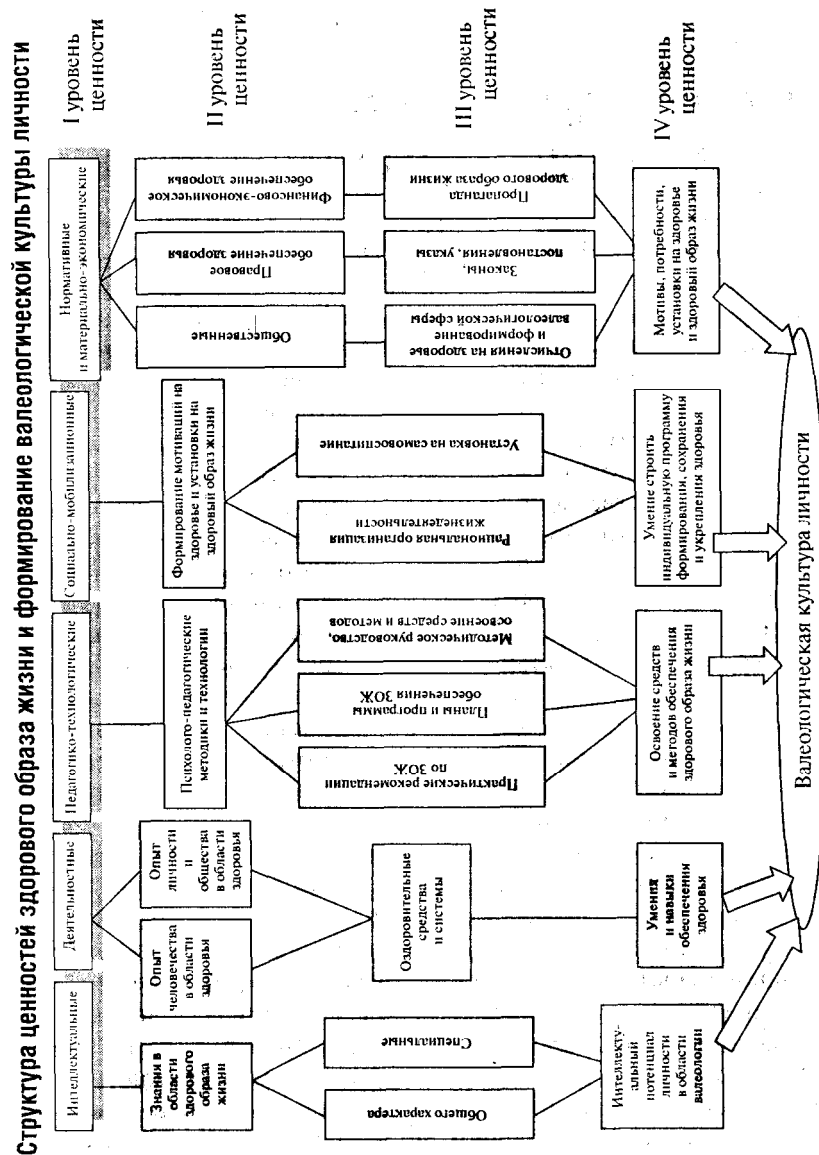 Структура ценностей здорового образа жизни и формирование валеологической культуры личности
I уровень
ценности
Интеллектуальные
Деятельностные
Педагогико-технологические
Социально-мобилизационные
Нормативные
и материально-экономические
II уровень
ценности
Знания в
области
здорового
образа
жизни
Опыт
человечества
в области
здоровья
Опыт
личности
и
общества
в области
здоровья
Психолого-педагогические
методики и технологии
Формирование мотиваций на
здоровье и установки на
здоровый образ жизни
Общественные
Правовое
обеспечение здоровья
Финансово-экономическое
обеспечение здоровья
III уровень
ценности
Общего характера
Специальные
Оздоровительные
средства
и системы
Практические рекомендации
по ЗОЖ
Планы и программы
обеспечения ЗОЖ
Методическое руководство,
освоение средств и методов
Рациональная организация
жизнедеятельности
Установка на самовоспитание
Отчисления на здоровье
и формирование
валеологической сферы
Законы,
постановления, указы
Пропаганда
здорового образа жизни
IV уровень
ценности
Интеллекту-
альный
потенциал
личности
в области
валеологии
Умения
и навыки
обеспечения
здоровья
Освоение средств
и методов обеспечения
здорового образа жизни
Умение строить
индивидуальную программу
формировании, сохранения
и укрепления здоровья
Мотивы, потребности,
установки на здоровье
и здоровый образ жизни
Валеологическая культура личности